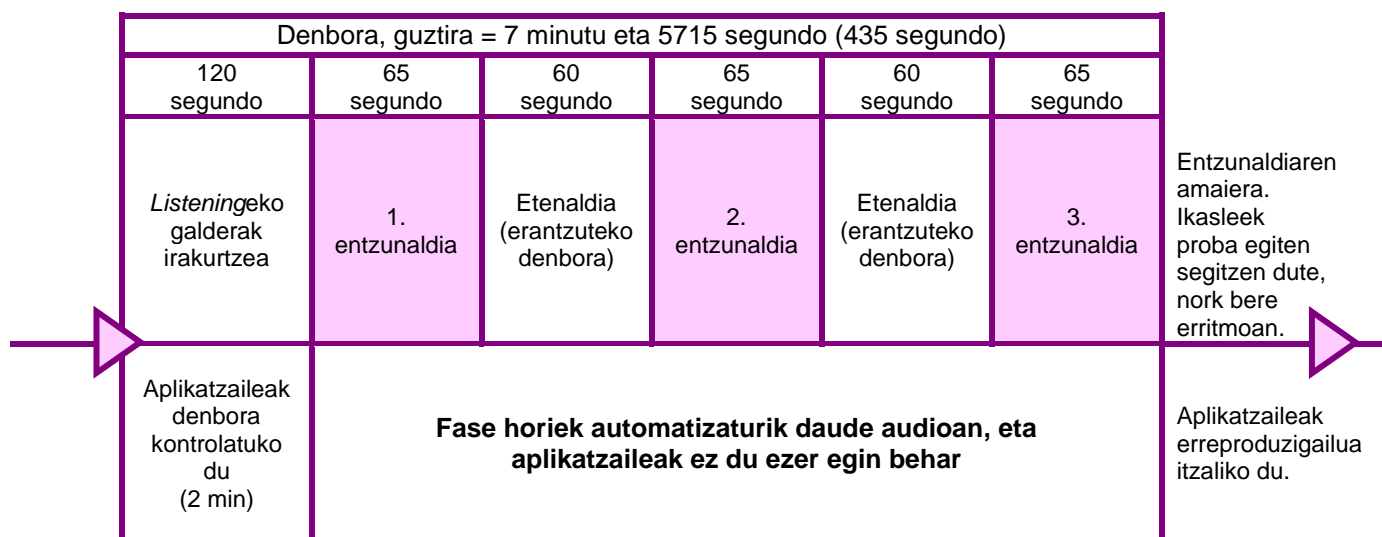 Denbora, guztira = 7 minutu eta 5715 segundo (435 segundo)
120
segundo
65
segundo
60
segundo
65
segundo
60
segundo
65
segundo
Listeningeko
galderak
irakurtzea
1.
entzunaldia
Etenaldia
(erantzuteko
denbora)
2.
entzunaldia
Etenaldia
(erantzuteko
denbora)
3.
entzunaldia
Entzunaldiaren
amaiera.
Ikasleek
proba egiten
segitzen dute,
nork bere
erritmoan.
Aplikatzaileak
denbora
kontrolatuko
du
(2 min)
Fase horiek automatizaturik daude audioan, eta
aplikatzaileak ez du ezer egin behar
Aplikatzaileak
erreproduzigailua
itzaliko du.